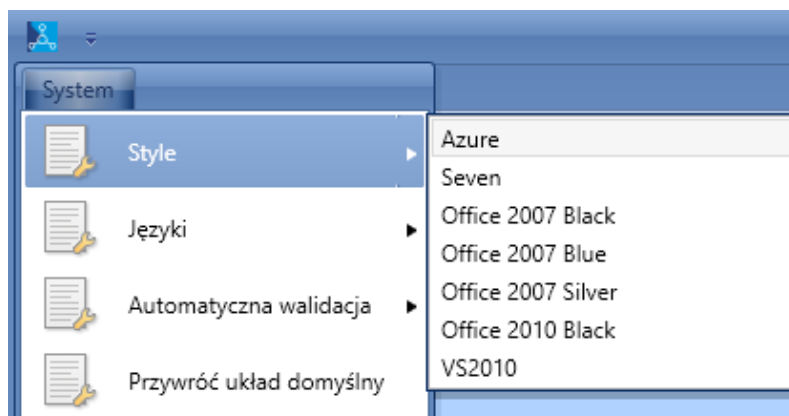 System
Style
Języki
Automatyczna walidacja
Przywróć układ domyślny
Azure
Seven
Office 2007 Black
Office 2007 Blue
Office 2007 Silver
Office 2010 Black
VS2010